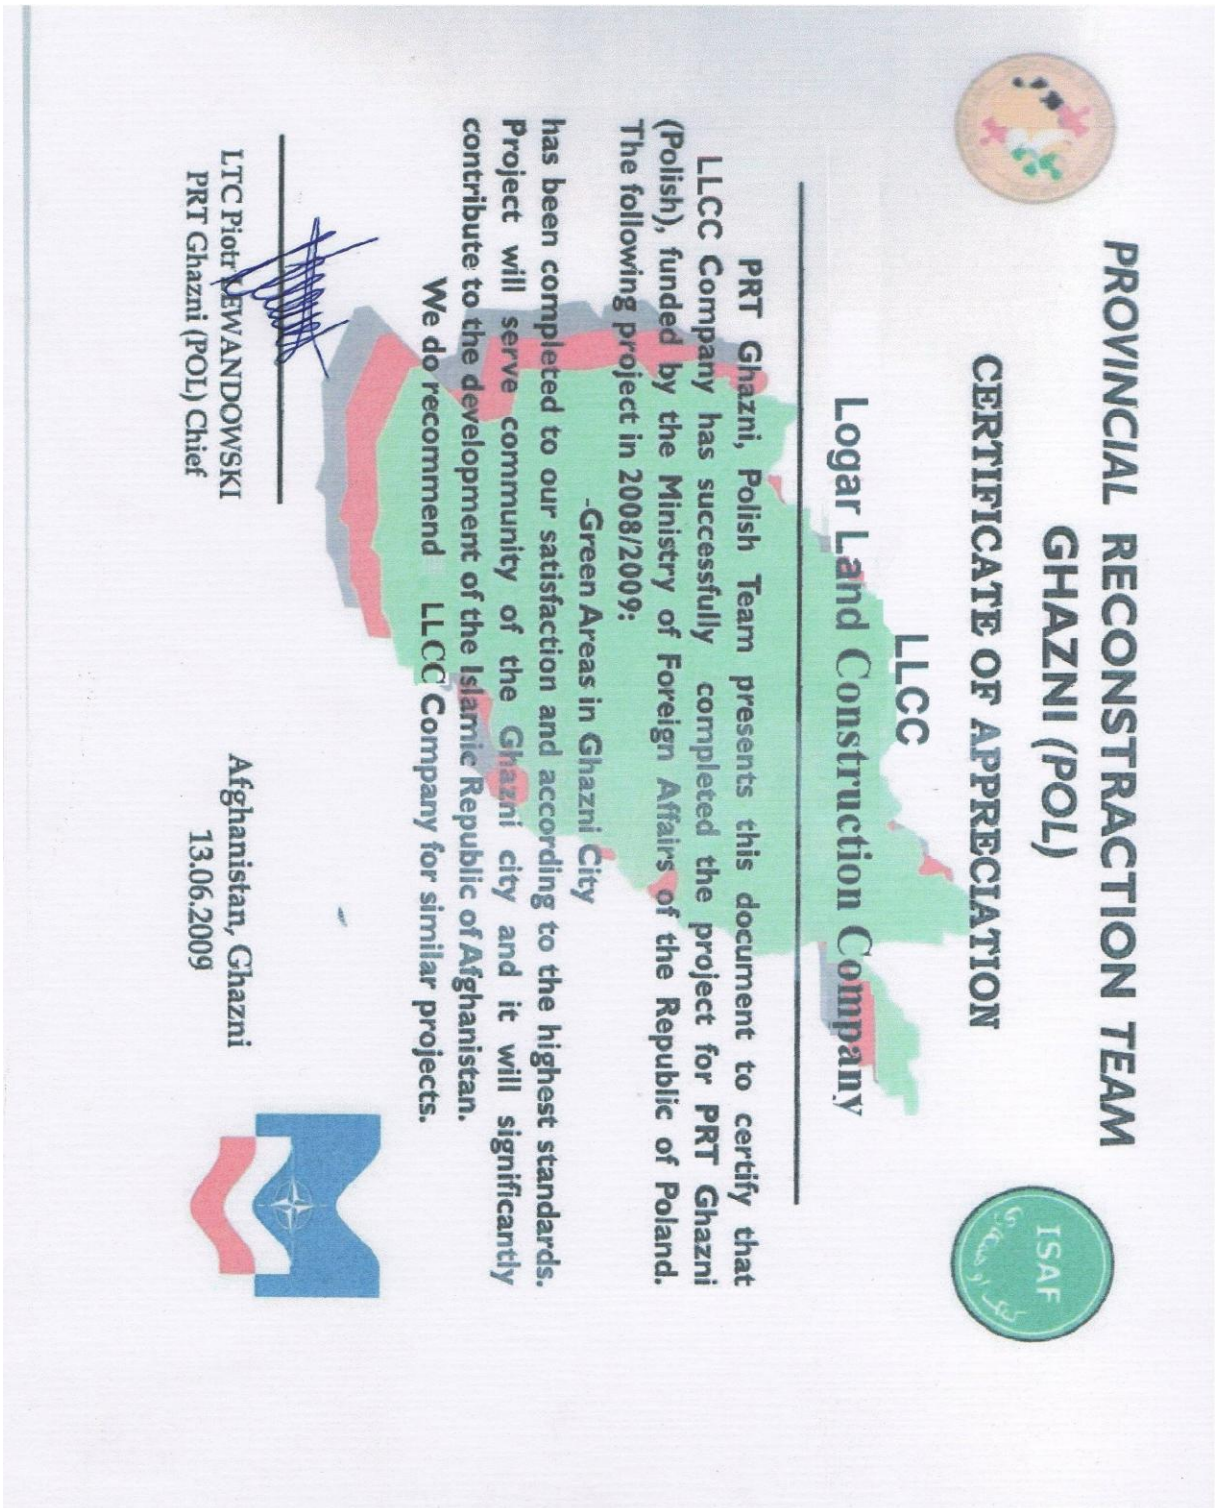 PROVINCIAL RECONSTRACTION TEAM
GHAZNI (POL)
CERTIFICATE OF APPRECIATION
LLCC
Logar Land Construction Company
PRT Ghazni, Polish Team presents this document to certify that
LLCC Company has successfully completed the project for PRT Ghazni
(Polish), funded by the Ministry of Foreign Affairs of the Republic of Poland.
The following project in 2008/2009:
-Green Areas in Ghazni City
has been completed to our satisfaction and according to the highest standards.
Project will serve community of the Ghazni city and it will significantly
contribute to the development of the Islamic Republic of Afghanistan.
We do recommend LLCC Company for similar projects.
LTC Piotr LEWANDOWSKI
PRT Ghazni (POL) Chief
Afghanistan, Ghazni
13.06.2009
ISAF
کمک او همکاری